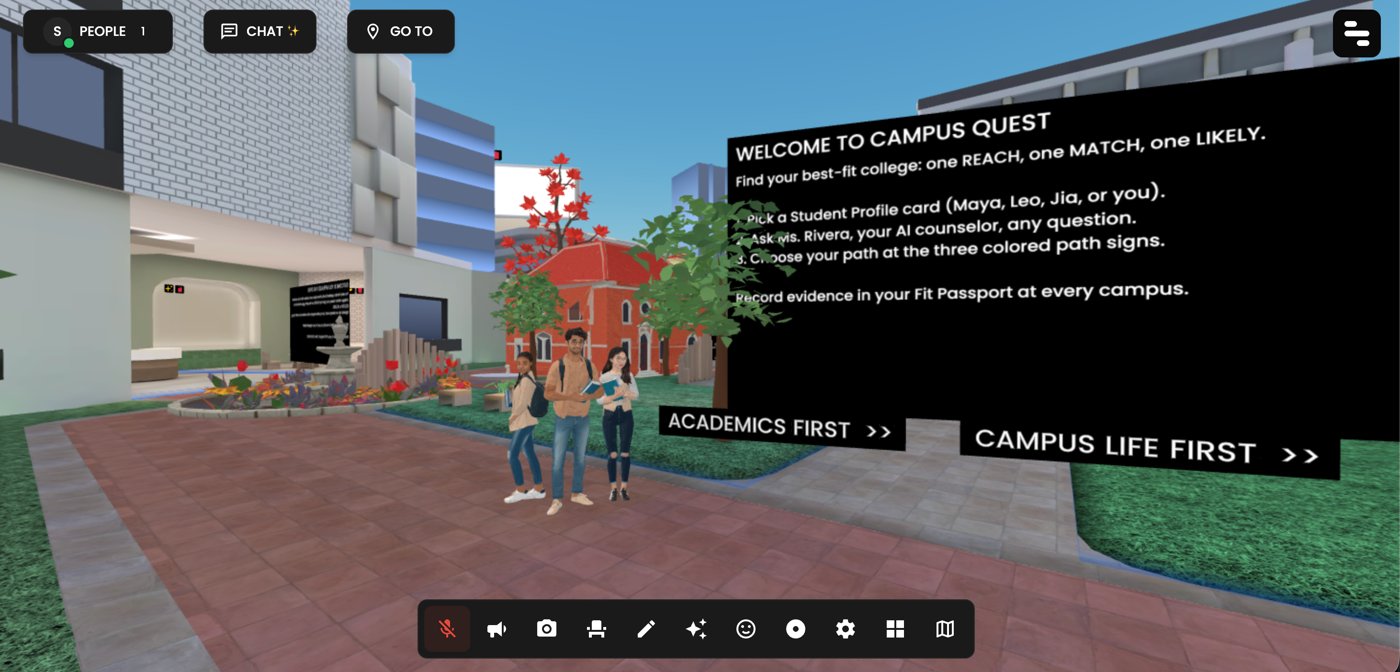 S PEOPLE 1
CHAT
GO TO
WELCOME TO CAMPUS QUEST
Find your best-fit college: one REACH, one MATCH, one LIKELY.
Pick a Student Profile card (Maya, Leo, Jia, or you).
Ask Ms. Rivera, your AI counselor, any question.
3. Choose your path at the three colored path signs.
Record evidence in your Fit Passport at every campus.
ACADEMICS FIRST >>
CAMPUS LIFE FIRST >>